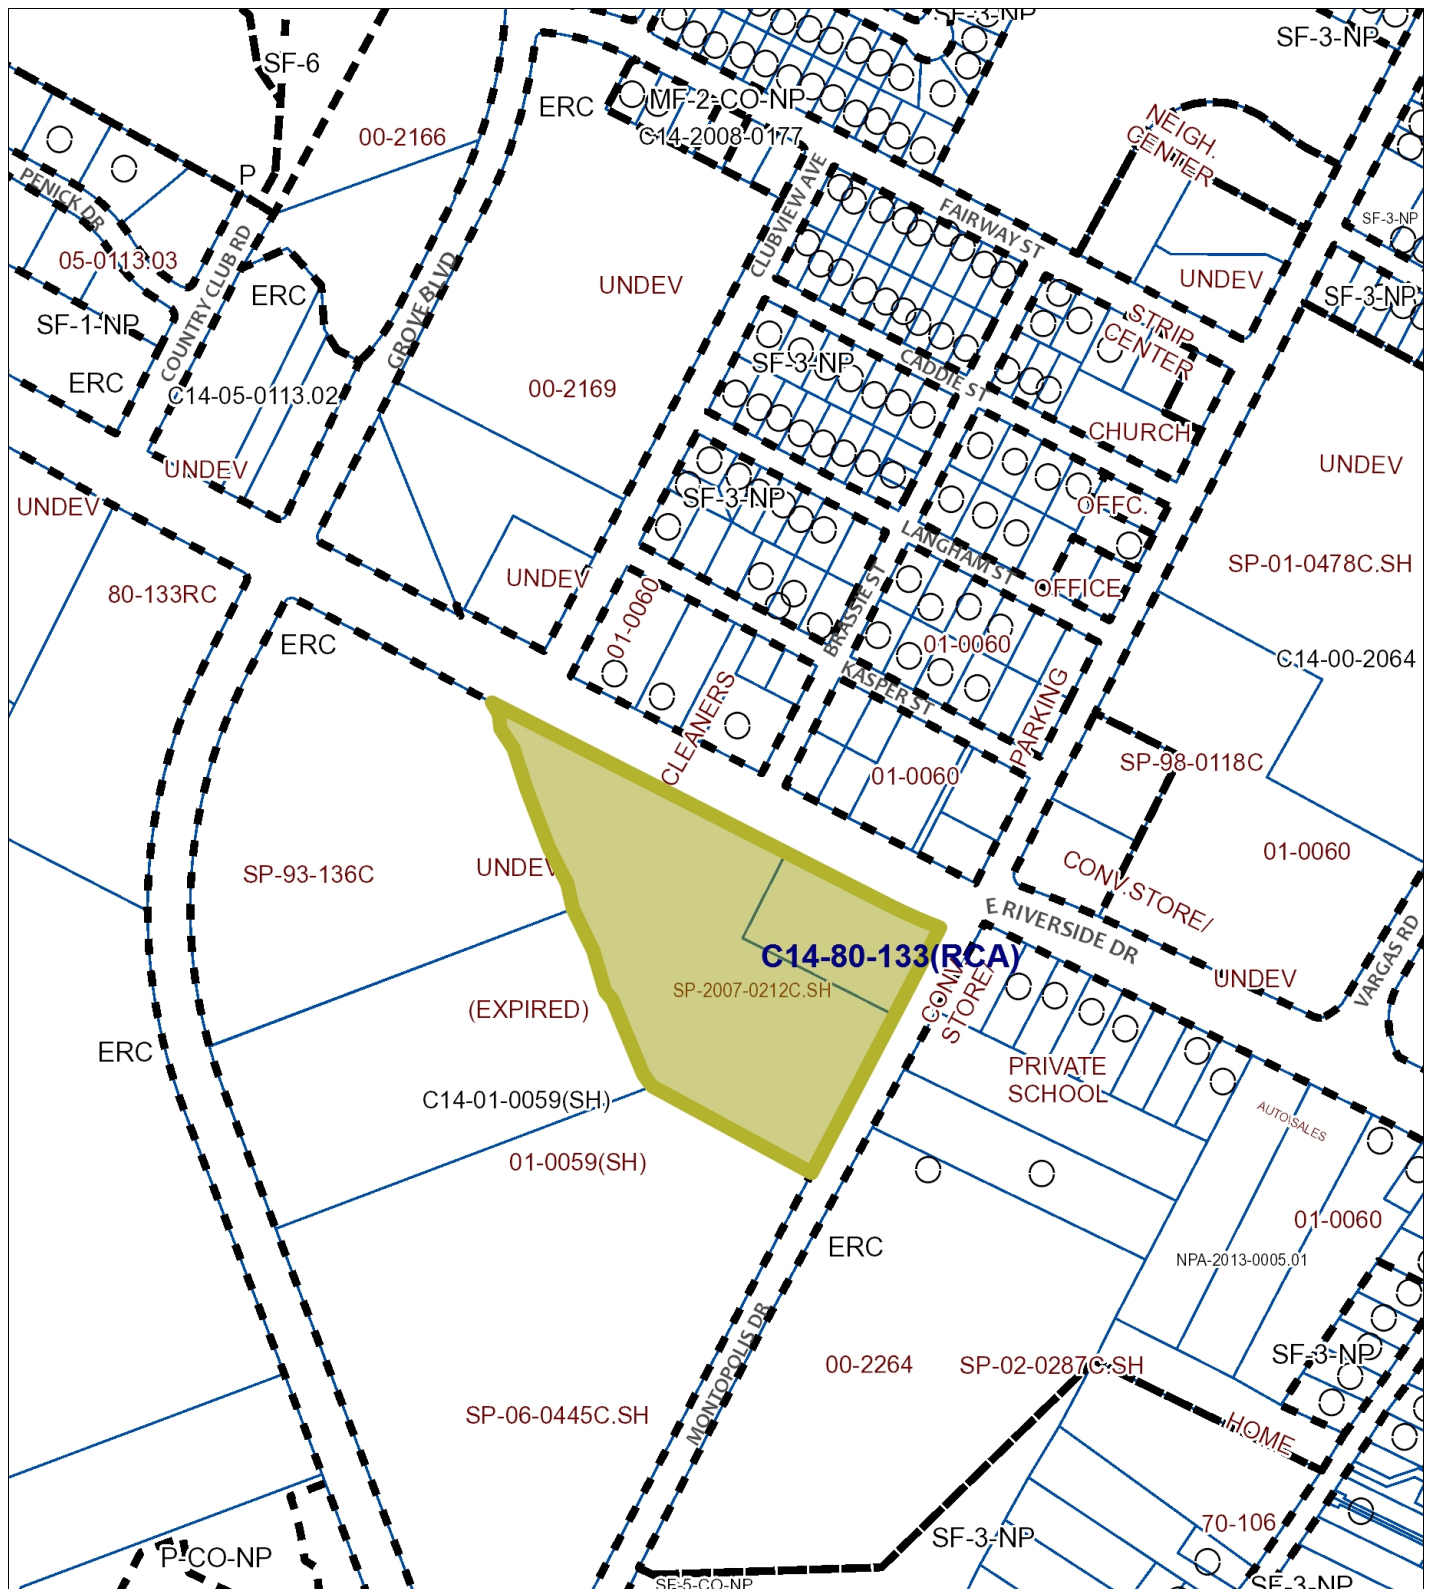 SF-3-NP
SF-3-NP
SF-6
ERC
MF-2-CO-NP
00-2166
C14-2008-0177
NEIGH.
CENTER
P
PENICK DR
CLUBVIEW AVE
FAIRWAY ST
SF-3-NP
05-0113.03
COUNTRY CLUB RD
ERC
UNDEV
UNDEV
SF-3-NP
SF-1-NP
GROVE BLVD
STRIP
CENTER
SF-3-NP
CADDIE ST
ERC
C14-05-0113.02
00-2169
CHURCH
UNDEV
UNDEV
UNDEV
SF-3-NP
OFFC.
LANGHAM ST
SP-01-0478C.SH
80-133RC
UNDEV
OFFICE
01-0060
BRASSIE ST
ERC
01-0060
C14-00-2064
KASPER ST
CLEANERS
PARKING
01-0060
SP-98-0118C
SP-93-136C
UNDEV
01-0060
CONV.STORE/
E RIVERSIDE DR
C14-80-133(RCA)
VARGAS RD
UNDEV
SP-2007-0212C.SH
CONV.
STORE/
(EXPIRED)
ERC
PRIVATE
SCHOOL
C14-01-0059(SH)
AUTO SALES
01-0059(SH)
01-0060
ERC
NPA-2013-0005.01
MONTOPOLIS DR
00-2264
SP-02-0287C.SH
SF-3-NP
SP-06-0445C.SH
HOME
70-106
SF-3-NP
P-CO-NP
SF-5-CO-NP
SF-3-NP